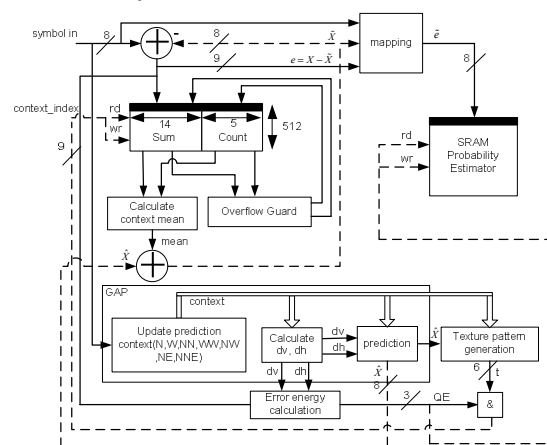 symbol in
8
-
8
X̃
9
e = X – X̃
mapping
ẽ
8
context_index
rd
wr
14
Sum
5
Count
512
9
rd
wr
SRAM
Probability
Estimator
Calculate
context mean
Overflow Guard
mean
X̂
GAP
context
Update prediction
context(N,W,NN,WW,NW
,NE,NNE)
Calculate
dv, dh
dv
dh
prediction
X̂
Texture pattern
generation
dv
dh
X̂
8
6
t
Error energy
calculation
3
QE
&